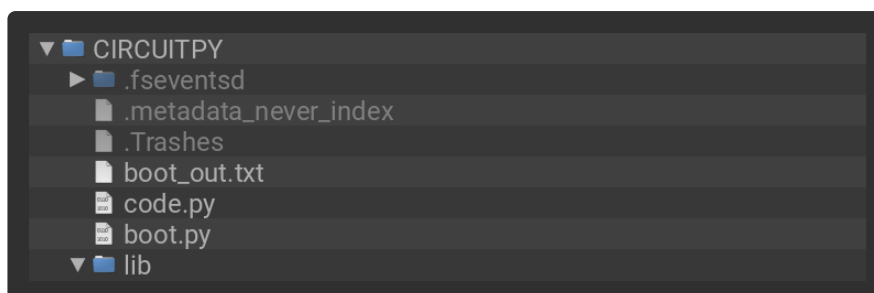 CIRCUITPY
.fseventsd
.metadata_never_index
.Trashes
boot_out.txt
code.py
boot.py
lib